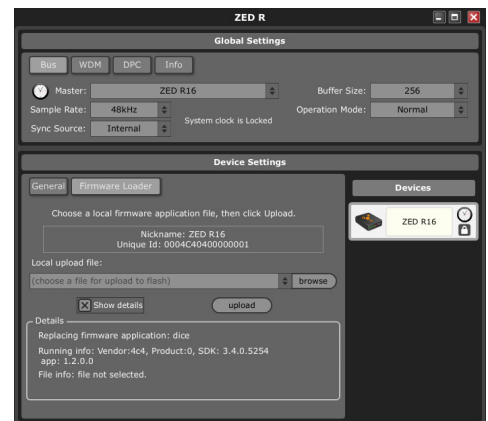 ZED R
Global Settings
Bus WDM DPC Info
Master: ZED R16 Buffer Size: 256
Sample Rate: 48kHz Operation Mode: Normal
System clock is Locked
Sync Source: Internal
Device Settings
General Firmware Loader
Devices
Choose a local firmware application file, then click Upload.
ZED R16
Nickname: ZED R16
Unique Id: 0004C40400000001
Local upload file:
(choose a file for upload to flash) browse
Show details upload
Details
Replacing firmware application: dice
Running info: Vendor:4c4, Product:0, SDK: 3.4.0.5254
app: 1.2.0.0
File info: file not selected.